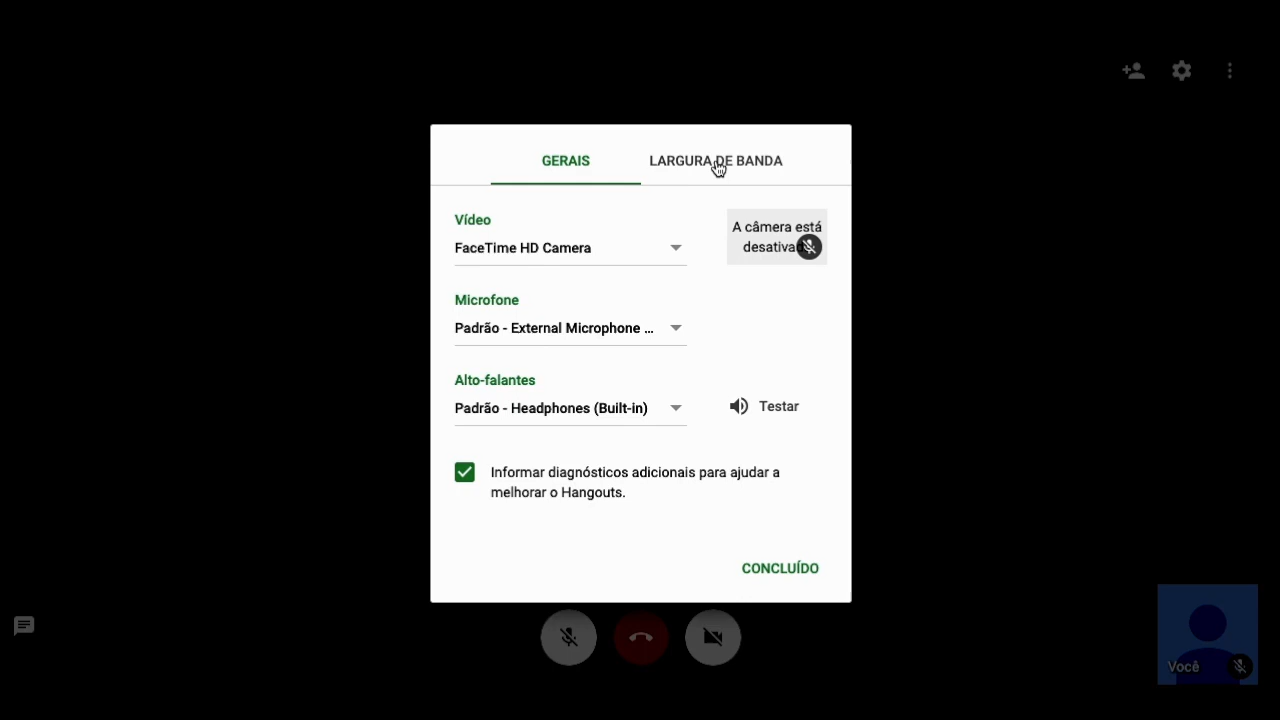 GERAIS
LARGURA DE BANDA
Vídeo
FaceTime HD Camera
A câmera está
Microfone
Padrão - External Microphone ...
Alto-falantes
Padrão - Headphones (Built-in)
Testar
Informar diagnósticos adicionais para ajudar a
melhorar o Hangouts.
CONCLUÍDO
Você